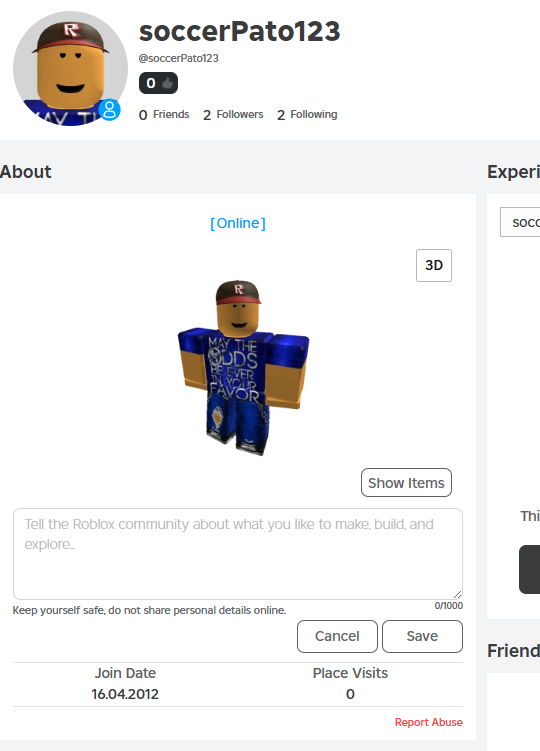 soccerPato123
@soccerPato123
0
0 Friends 2 Followers 2 Following
About
Experi
[Online]
socc
3D
R
MAY THE
ODDS
BE EVER
IN YOUR
FAVOR
Show Items
Tell the Roblox community about what you like to make, build, and
explore...
Thi
0/1000
Keep yourself safe, do not share personal details online.
Cancel
Save
Friend
Join Date
Place Visits
16.04.2012
0
Report Abuse